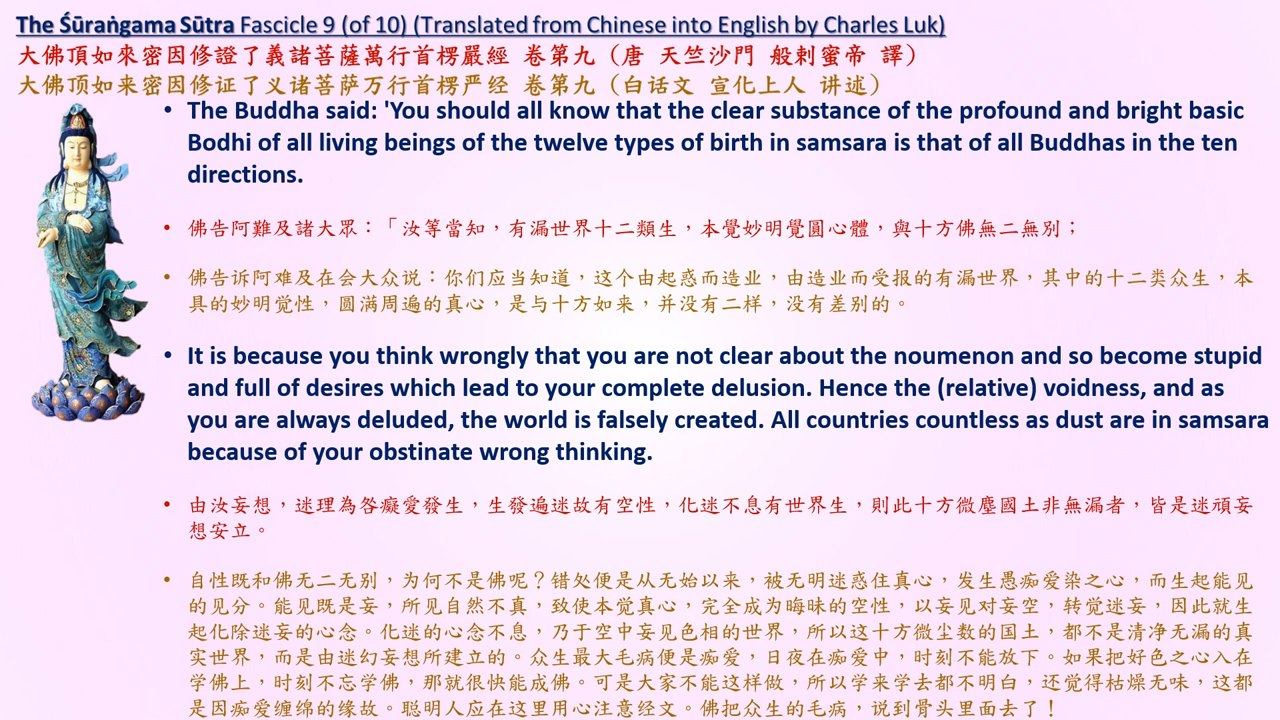 The Śūraṅgama Sūtra Fascicle 9 (of 10) (Translated from Chinese into English by Charles Luk)
大佛頂如來密因修證了義諸菩薩萬行首楞嚴經 卷第九 (唐 天竺沙門 般剌蜜帝 譯)
大佛顶如来密因修证了义诸菩萨万行首楞严经 卷第九 (白话文 宣化上人 讲述)
• The Buddha said: 'You should all know that the clear substance of the profound and bright basic
Bodhi of all living beings of the twelve types of birth in samsara is that of all Buddhas in the ten
directions.
• 佛告阿難及諸大眾：「汝等當知，有漏世界十二類生，本覺妙明覺圓心體，與十方佛無二無別；
• 佛告诉阿难及在会大众说：你们应当知道，这个由起惑而造业，由造业而受报的有漏世界，其中的十二类众生，本
具的妙明觉性，圆满周遍的真心，是与十方如来，并没有二样，没有差别的。
• It is because you think wrongly that you are not clear about the noumenon and so become stupid
and full of desires which lead to your complete delusion. Hence the (relative) voidness, and as
you are always deluded, the world is falsely created. All countries countless as dust are in samsara
because of your obstinate wrong thinking.
• 由汝妄想，迷理為咎癡愛發生，生發遍迷故有空性，化迷不息有世界生，則此十方微塵國土非無漏者，皆是迷頑妄
想安立。
• 自性既和佛无二无别，为何不是佛呢？错处便是从无始以来，被无明迷惑住真心，发生愚痴爱染之心，而生起能见
的见分。能见既是妄，所见自然不真，致使本觉真心，完全成为晦昧的空性，以妄见对妄空，转觉迷妄，因此就生
起化除迷妄的心念。化迷的心念不息，乃于空中妄见色相的世界，所以这十方微尘数的国土，都不是清净无漏的真
实世界，而是由迷幻妄想所建立的。众生最大毛病便是痴爱，日夜在痴爱中，时刻不能放下。如果把好色之心入在
学佛上，时刻不忘学佛，那就很快能成佛。可是大家不能这样做，所以学来学去都不明白，还觉得枯燥无味，这都
是因痴爱缠绵的缘故。聪明人应在这里用心注意经文。佛把众生的毛病，说到骨头里面去了！